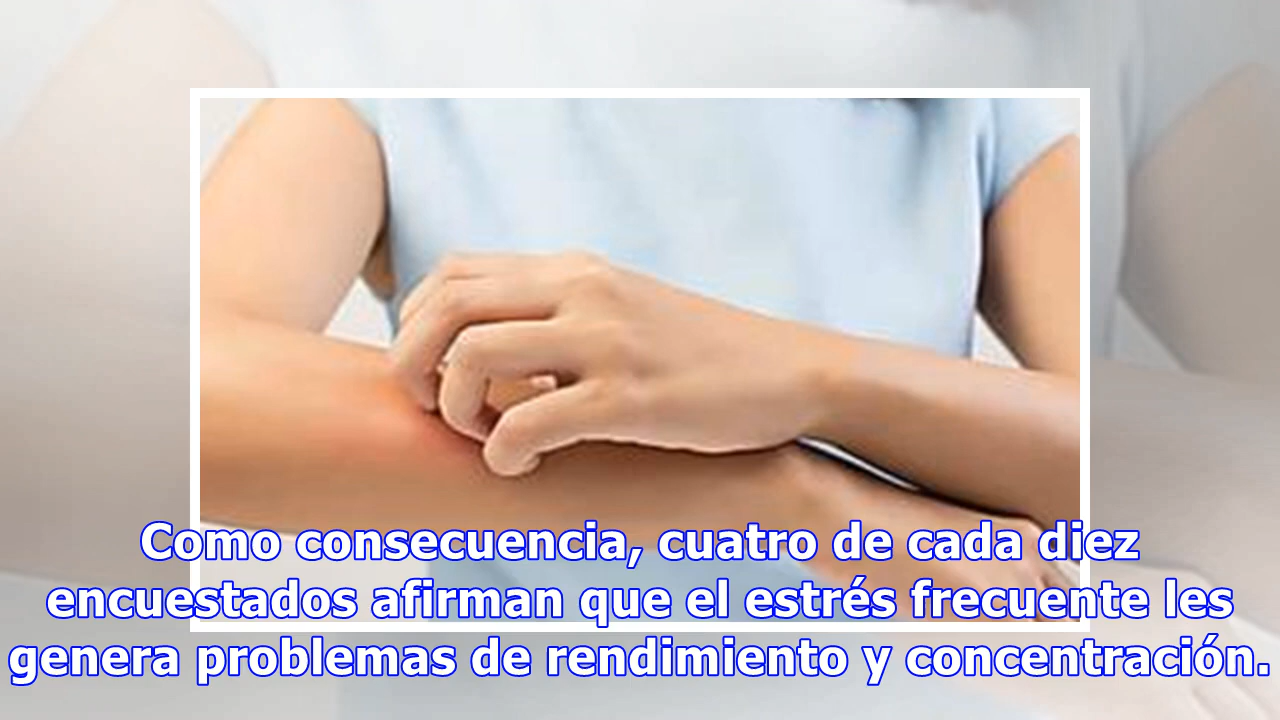 Como consecuencia, cuatro de cada diez
encuestados afirman que el estrés frecuente les
genera problemas de rendimiento y concentración.